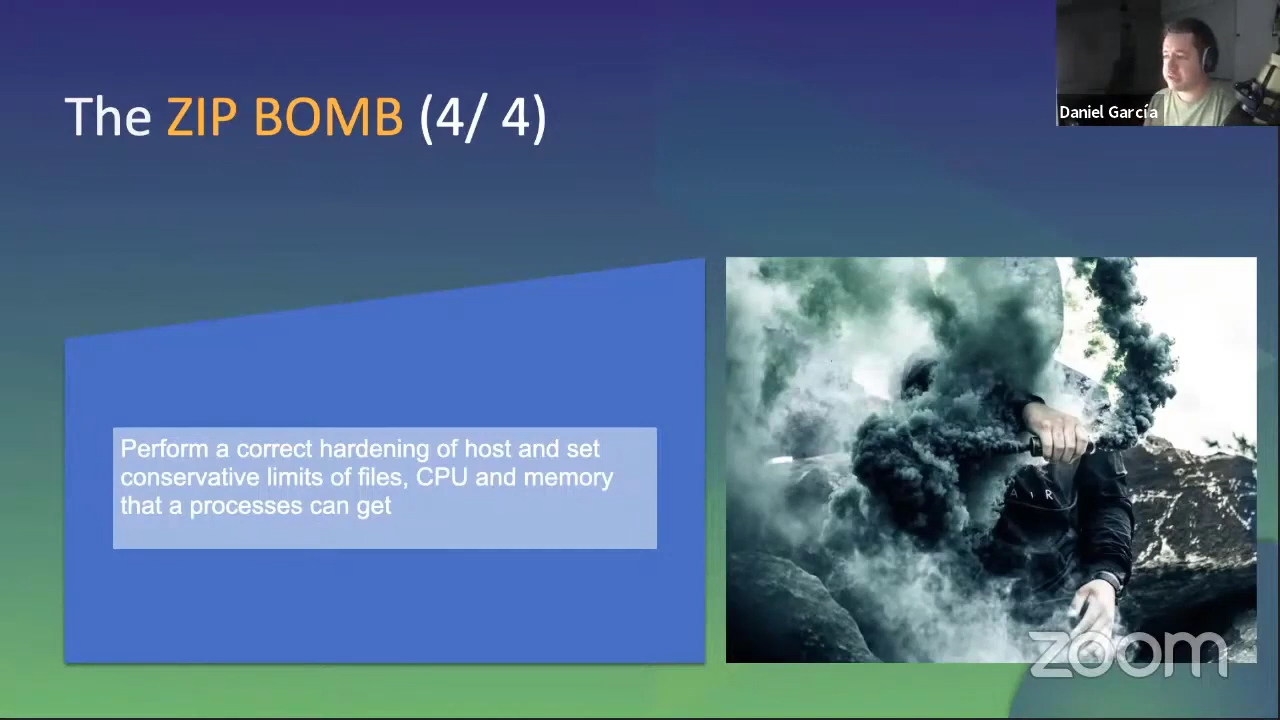 The ZIP BOMB (4/ 4)
Daniel García
Perform a correct hardening of host and set
conservative limits of files, CPU and memory
that a processes can get
AIR
zoom